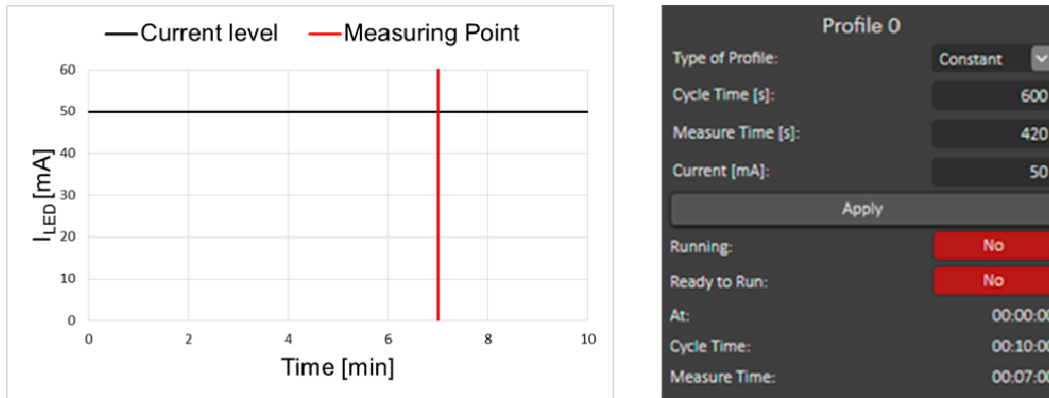 Current level Measuring Point
60
50
40
30
20
10
0
I_LED [mA]
0 2 4 6 8 10
Time [min]
Profile 0
Type of Profile: Constant
Cycle Time [s]: 600
Measure Time [s]: 420
Current [mA]: 50
Apply
Running: No
Ready to Run: No
At: 00:00:00
Cycle Time: 00:10:00
Measure Time: 00:07:00